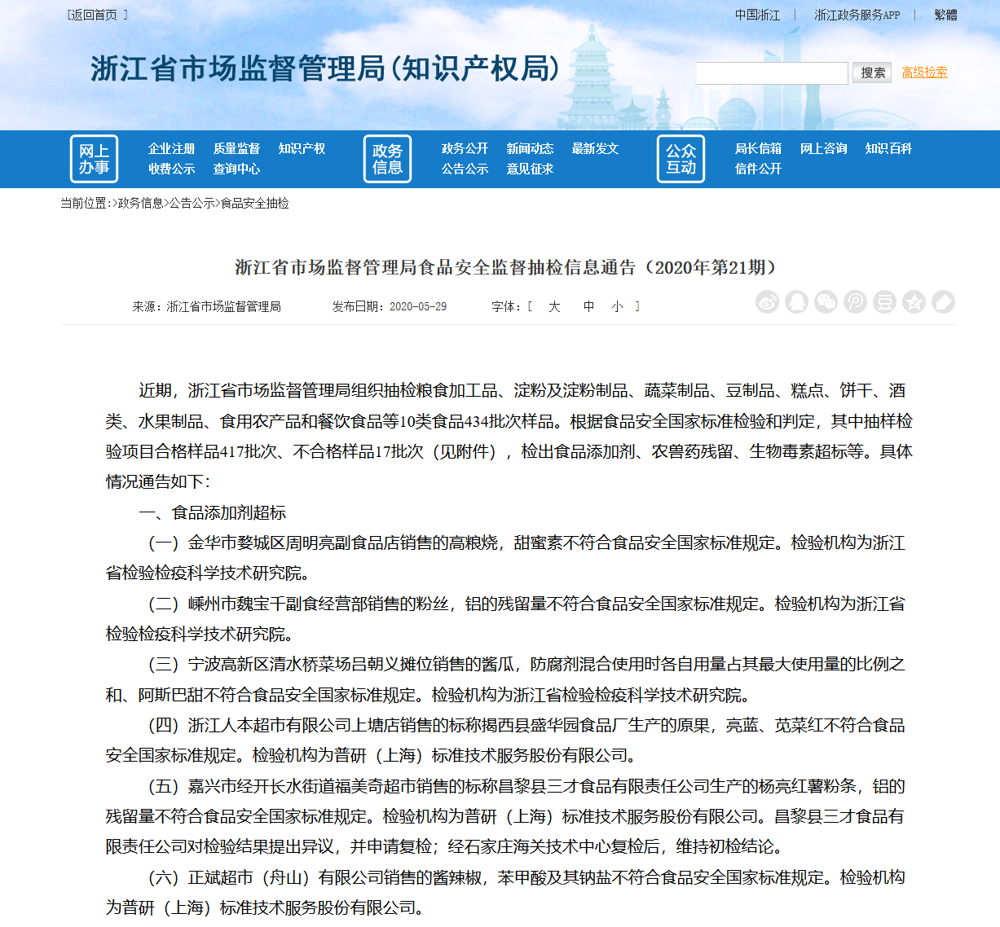 [返回首页 ]
中国浙江 | 浙江政务服务APP | 繁體
浙江省市场监督管理局(知识产权局)
搜索 高级检索
网上办事
企业注册 质量监督 知识产权
收费公示 查询中心
政务信息
政务公开 新闻动态 最新发文
公告公示 意见征求
公众互动
局长信箱 网上咨询 知识百科
信件公开
当前位置:>政务信息>公告公示>食品安全抽检
浙江省市场监督管理局食品安全监督抽检信息通告（2020年第21期）
来源：浙江省市场监督管理局 发布日期：2020-05-29 字体：[ 大 中 小 ]
近期，浙江省市场监督管理局组织抽检粮食加工品、淀粉及淀粉制品、蔬菜制品、豆制品、糕点、饼干、酒
类、水果制品、食用农产品和餐饮食品等10类食品434批次样品。根据食品安全国家标准检验和判定，其中抽样检
验项目合格样品417批次、不合格样品17批次（见附件），检出食品添加剂、农兽药残留、生物毒素超标等。具体
情况通告如下：
一、食品添加剂超标
（一）金华市婺城区周明亮副食品店销售的高粮烧，甜蜜素不符合食品安全国家标准规定。检验机构为浙江
省检验检疫科学技术研究院。
（二）嵊州市魏宝千副食经营部销售的粉丝，铝的残留量不符合食品安全国家标准规定。检验机构为浙江省
检验检疫科学技术研究院。
（三）宁波高新区清水桥菜场吕朝义摊位销售的酱瓜，防腐剂混合使用时各自用量占其最大使用量的比例之
和、阿斯巴甜不符合食品安全国家标准规定。检验机构为浙江省检验检疫科学技术研究院。
（四）浙江人本超市有限公司上塘店销售的标称揭西县盛华园食品厂生产的原果，亮蓝、苋菜红不符合食品
安全国家标准规定。检验机构为普研（上海）标准技术服务股份有限公司。
（五）嘉兴市经开长水街道福美奇超市销售的标称昌黎县三才食品有限责任公司生产的杨亮红薯粉条，铝的
残留量不符合食品安全国家标准规定。检验机构为普研（上海）标准技术服务股份有限公司。昌黎县三才食品有
限责任公司对检验结果提出异议，并申请复检；经石家庄海关技术中心复检后，维持初检结论。
（六）正斌超市（舟山）有限公司销售的酱辣椒，苯甲酸及其钠盐不符合食品安全国家标准规定。检验机构
为普研（上海）标准技术服务股份有限公司。